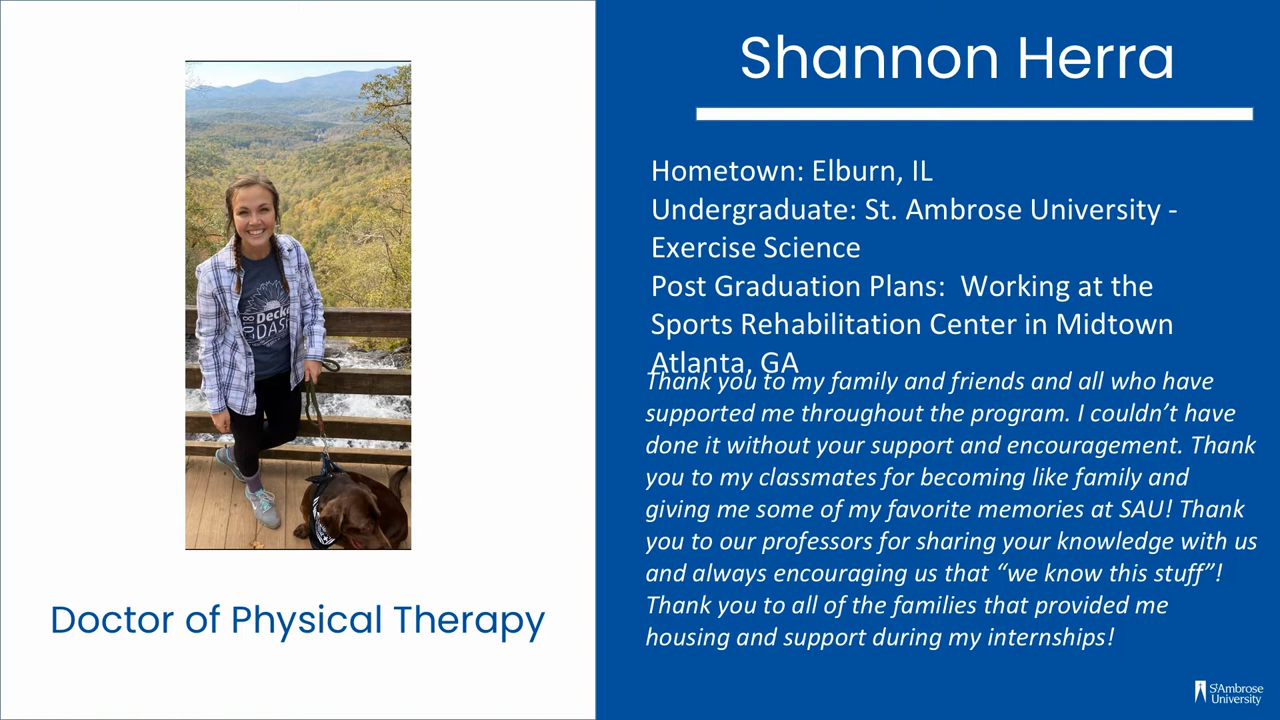 Shannon Herra
Hometown: Elburn, IL
Undergraduate: St. Ambrose University -
Exercise Science
Post Graduation Plans:  Working at the
Sports Rehabilitation Center in Midtown
Atlanta, GA
Thank you to my family and friends and all who have
supported me throughout the program. I couldn’t have
done it without your support and encouragement. Thank
you to my classmates for becoming like family and
giving me some of my favorite memories at SAU! Thank
you to our professors for sharing your knowledge with us
and always encouraging us that “we know this stuff”!
Thank you to all of the families that provided me
housing and support during my internships!
2018
DASH
Doctor of Physical Therapy
St Ambrose
University